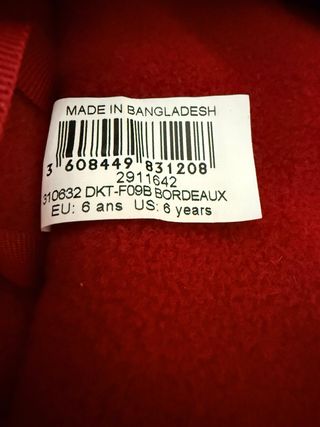 MADE IN BANGLADESH
3 608449 831208
2911642
310632 DKT-F09B BORDEAUX
EU: 6 ans US: 6 years